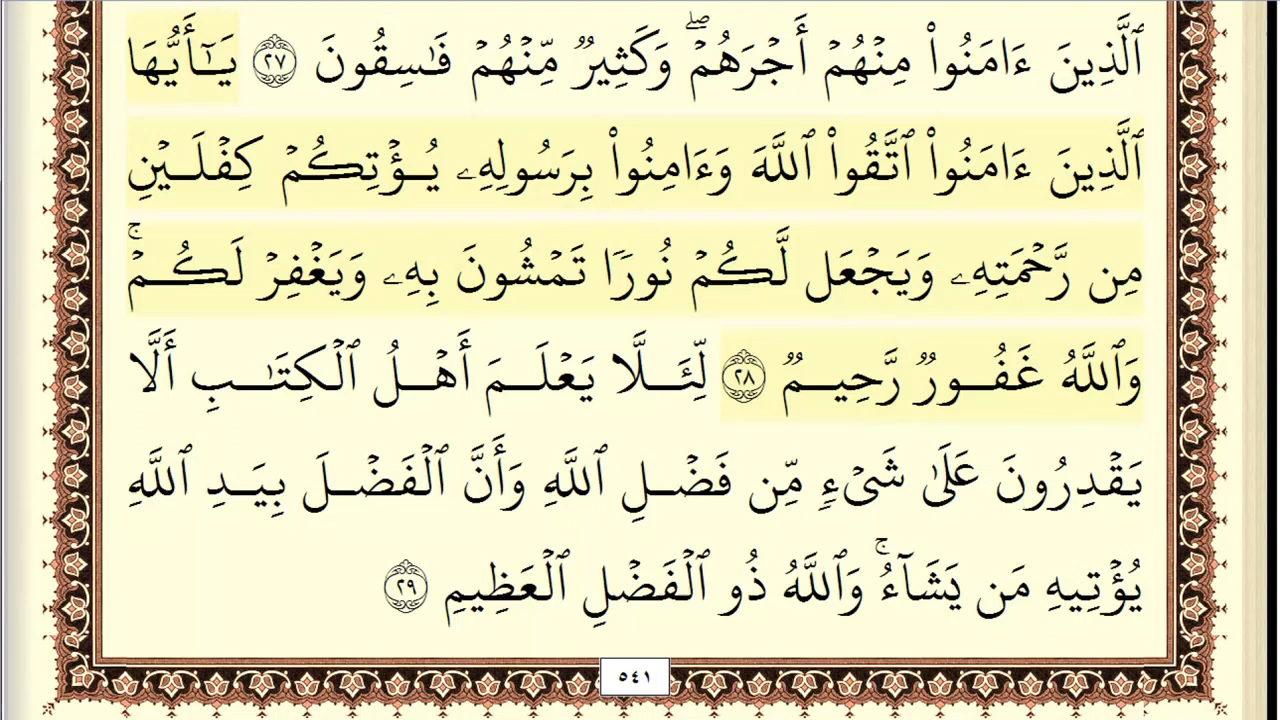 ٱلَّذِينَ ءَامَنُوا۟ مِنْهُمْ أَجْرَهُمْ ۖ وَكَثِيرٌ مِّنْهُمْ فَـٰسِقُونَ ٢٧ يَـٰٓأَيُّهَا
ٱلَّذِينَ ءَامَنُوا۟ ٱتَّقُوا۟ ٱللَّهَ وَءَامِنُوا۟ بِرَسُولِهِۦ يُؤْتِكُمْ كِفْلَيْنِ
مِن رَّحْمَتِهِۦ وَيَجْعَل لَّكُمْ نُورًا تَمْشُونَ بِهِۦ وَيَغْفِرْ لَكُمْ ۚ
وَٱللَّهُ غَفُورٌ رَّحِيمٌ ٢٨ لِّئَلَّا يَعْلَمَ أَهْلُ ٱلْكِتَـٰبِ أَلَّا
يَقْدِرُونَ عَلَىٰ شَىْءٍ مِّن فَضْلِ ٱللَّهِ وَأَنَّ ٱلْفَضْلَ بِيَدِ ٱللَّهِ
يُؤْتِيهِ مَن يَشَآءُ ۚ وَٱللَّهُ ذُو ٱلْفَضْلِ ٱلْعَظِيمِ ٢٩
٥٤١